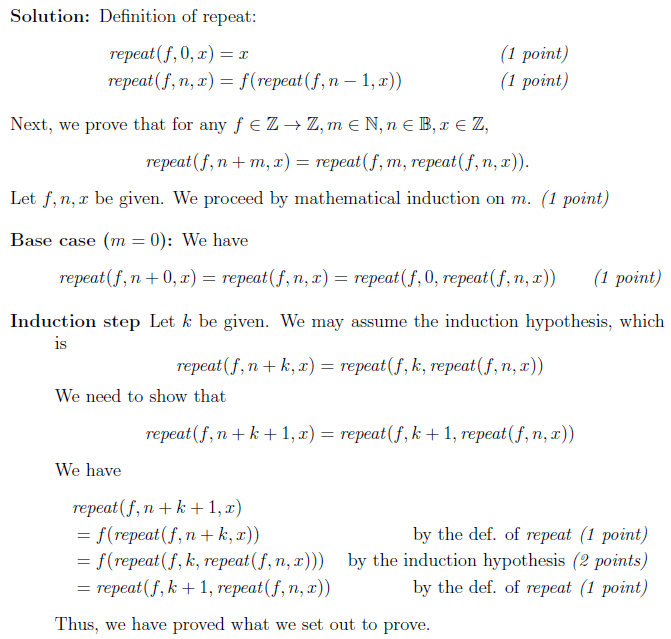 Solution: Definition of repeat:
repeat(f, 0, x) = x (1 point)
repeat(f, n, x) = f(repeat(f, n − 1, x)) (1 point)
Next, we prove that for any f ∈ ℤ → ℤ, m ∈ ℕ, n ∈ 𝔹, x ∈ ℤ,
repeat(f, n + m, x) = repeat(f, m, repeat(f, n, x)).
Let f, n, x be given. We proceed by mathematical induction on m. (1 point)
Base case (m = 0): We have
repeat(f, n + 0, x) = repeat(f, n, x) = repeat(f, 0, repeat(f, n, x)) (1 point)
Induction step Let k be given. We may assume the induction hypothesis, which
is
repeat(f, n + k, x) = repeat(f, k, repeat(f, n, x))
We need to show that
repeat(f, n + k + 1, x) = repeat(f, k + 1, repeat(f, n, x))
We have
repeat(f, n + k + 1, x)
= f(repeat(f, n + k, x)) by the def. of repeat (1 point)
= f(repeat(f, k, repeat(f, n, x))) by the induction hypothesis (2 points)
= repeat(f, k + 1, repeat(f, n, x)) by the def. of repeat (1 point)
Thus, we have proved what we set out to prove.